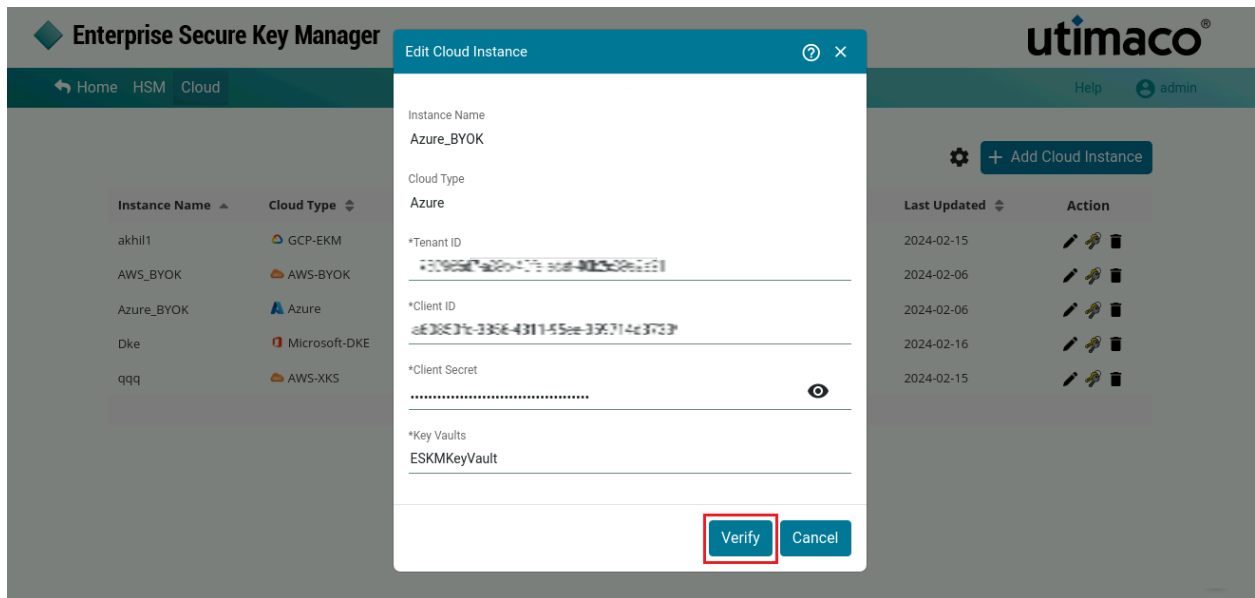 Enterprise Secure Key Manager
utimaco®
Home HSM Cloud
Help admin
+ Add Cloud Instance
Instance Name Cloud Type Last Updated Action
akhil1 GCP-EKM 2024-02-15
AWS_BYOK AWS-BYOK 2024-02-06
Azure_BYOK Azure 2024-02-06
Dke Microsoft-DKE 2024-02-16
qqq AWS-XKS 2024-02-15
Edit Cloud Instance
Instance Name
Azure_BYOK
Cloud Type
Azure
*Tenant ID
*Client ID
*Client Secret
*Key Vaults
ESKMKeyVault
Verify Cancel